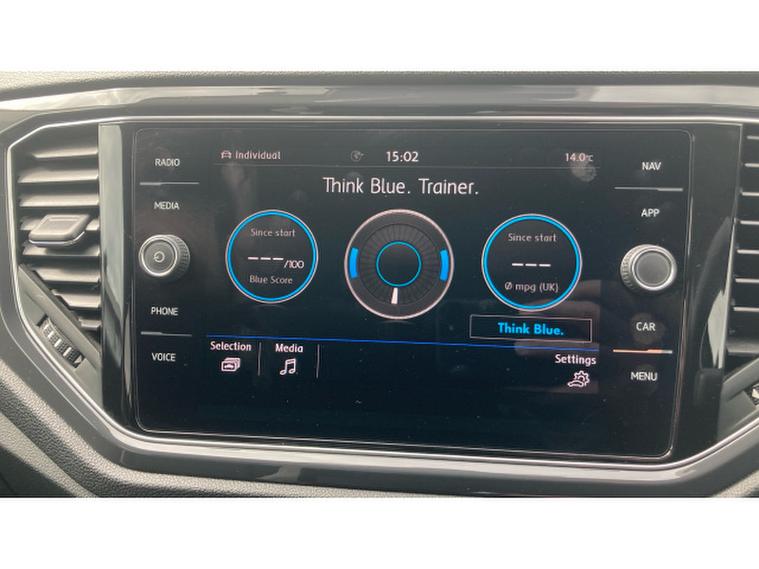 RADIO
MEDIA
PHONE
VOICE
Individual
15:02
14.0°C
Think Blue. Trainer.
Since start
---/100
Blue Score
Since start
---
Ø mpg (UK)
Think Blue.
Selection
Media
Settings
NAV
APP
CAR
MENU